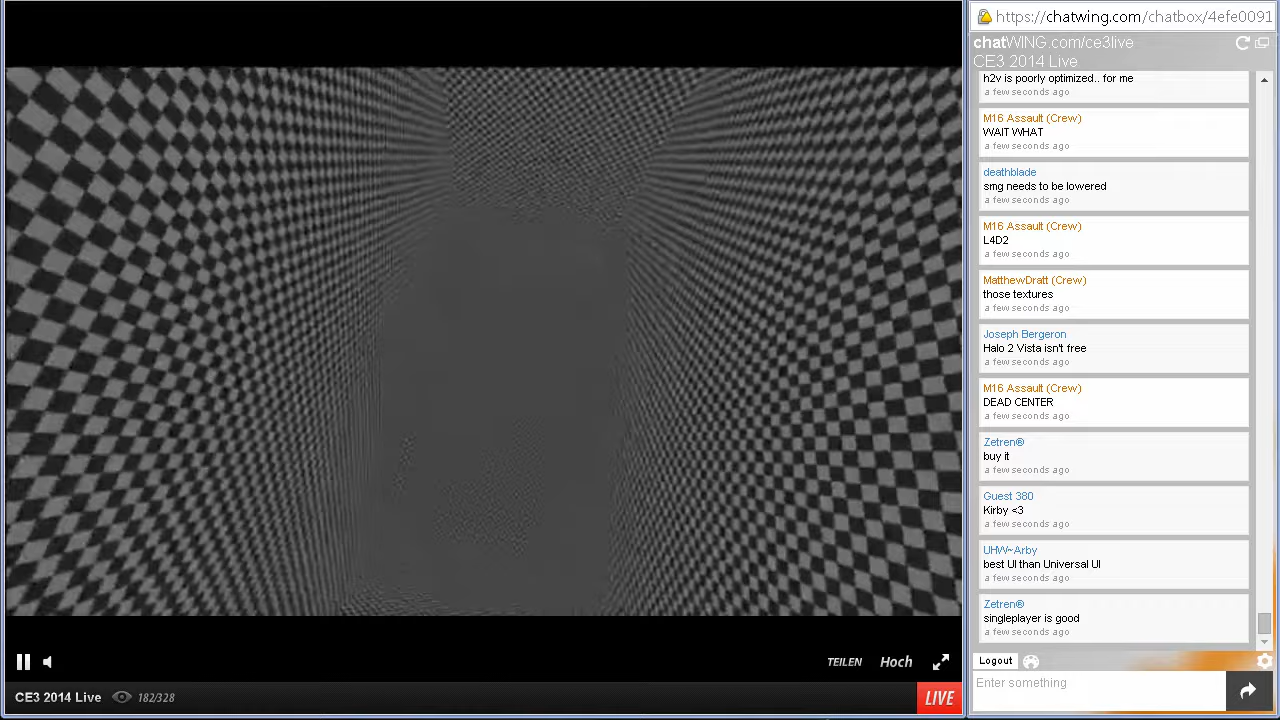 https://chatwing.com/chatbox/4efe0091
chatWING.com/ce3live
CE3 2014 Live
h2v is poorly optimized.. for me
a few seconds ago
M16 Assault (Crew)
WAIT WHAT
a few seconds ago
deathblade
smg needs to be lowered
a few seconds ago
M16 Assault (Crew)
L4D2
a few seconds ago
MatthewDratt (Crew)
those textures
a few seconds ago
Joseph Bergeron
Halo 2 Vista isn't free
a few seconds ago
M16 Assault (Crew)
DEAD CENTER
a few seconds ago
Zetren®
buy it
a few seconds ago
Guest 380
Kirby <3
a few seconds ago
UHW~Arby
best UI than Universal UI
a few seconds ago
Zetren®
singleplayer is good
a few seconds ago
Logout
Enter something
TEILEN
Hoch
CE3 2014 Live
182/328
LIVE